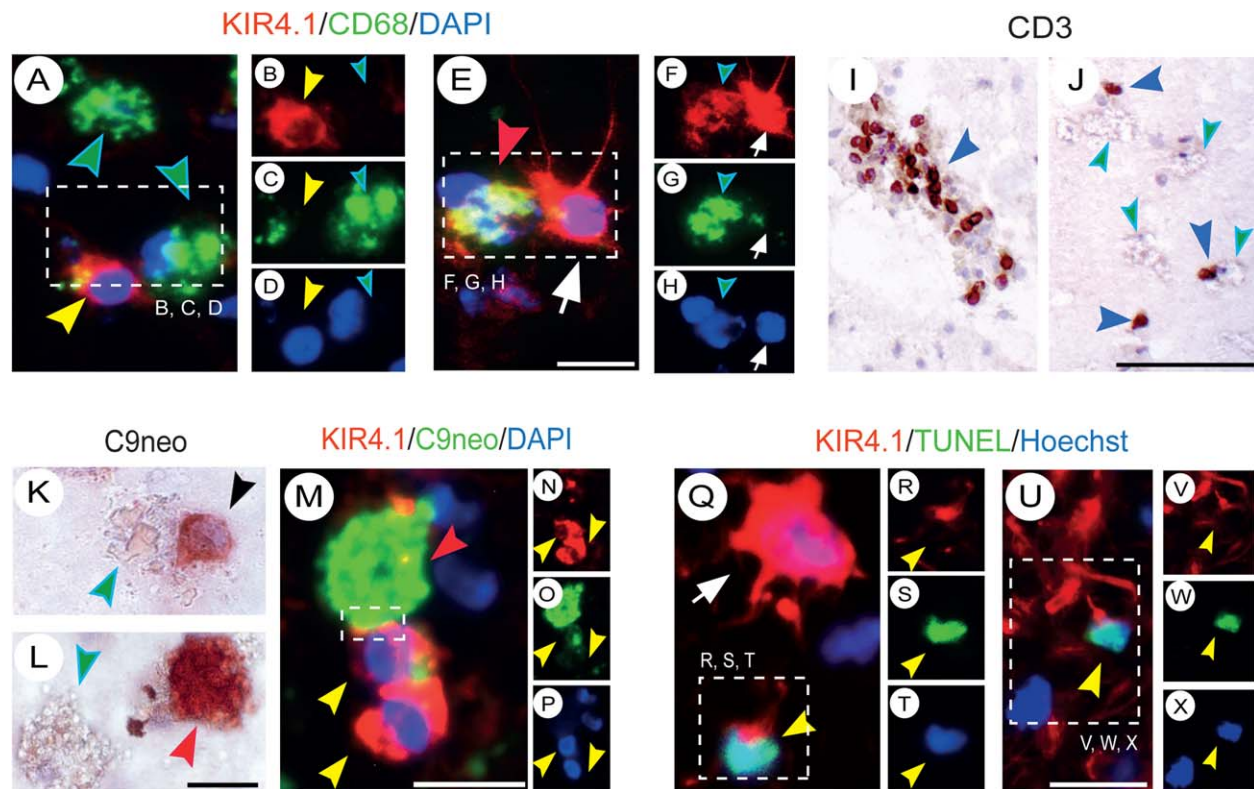 KIR4.1/CD68/DAPI
CD3
A
B
C
D
B, C, D
E
F, G, H
F
G
H
I
J
C9neo
KIR4.1/C9neo/DAPI
KIR4.1/TUNEL/Hoechst
K
L
M
N
O
P
Q
R, S, T
R
S
T
U
V, W, X
V
W
X